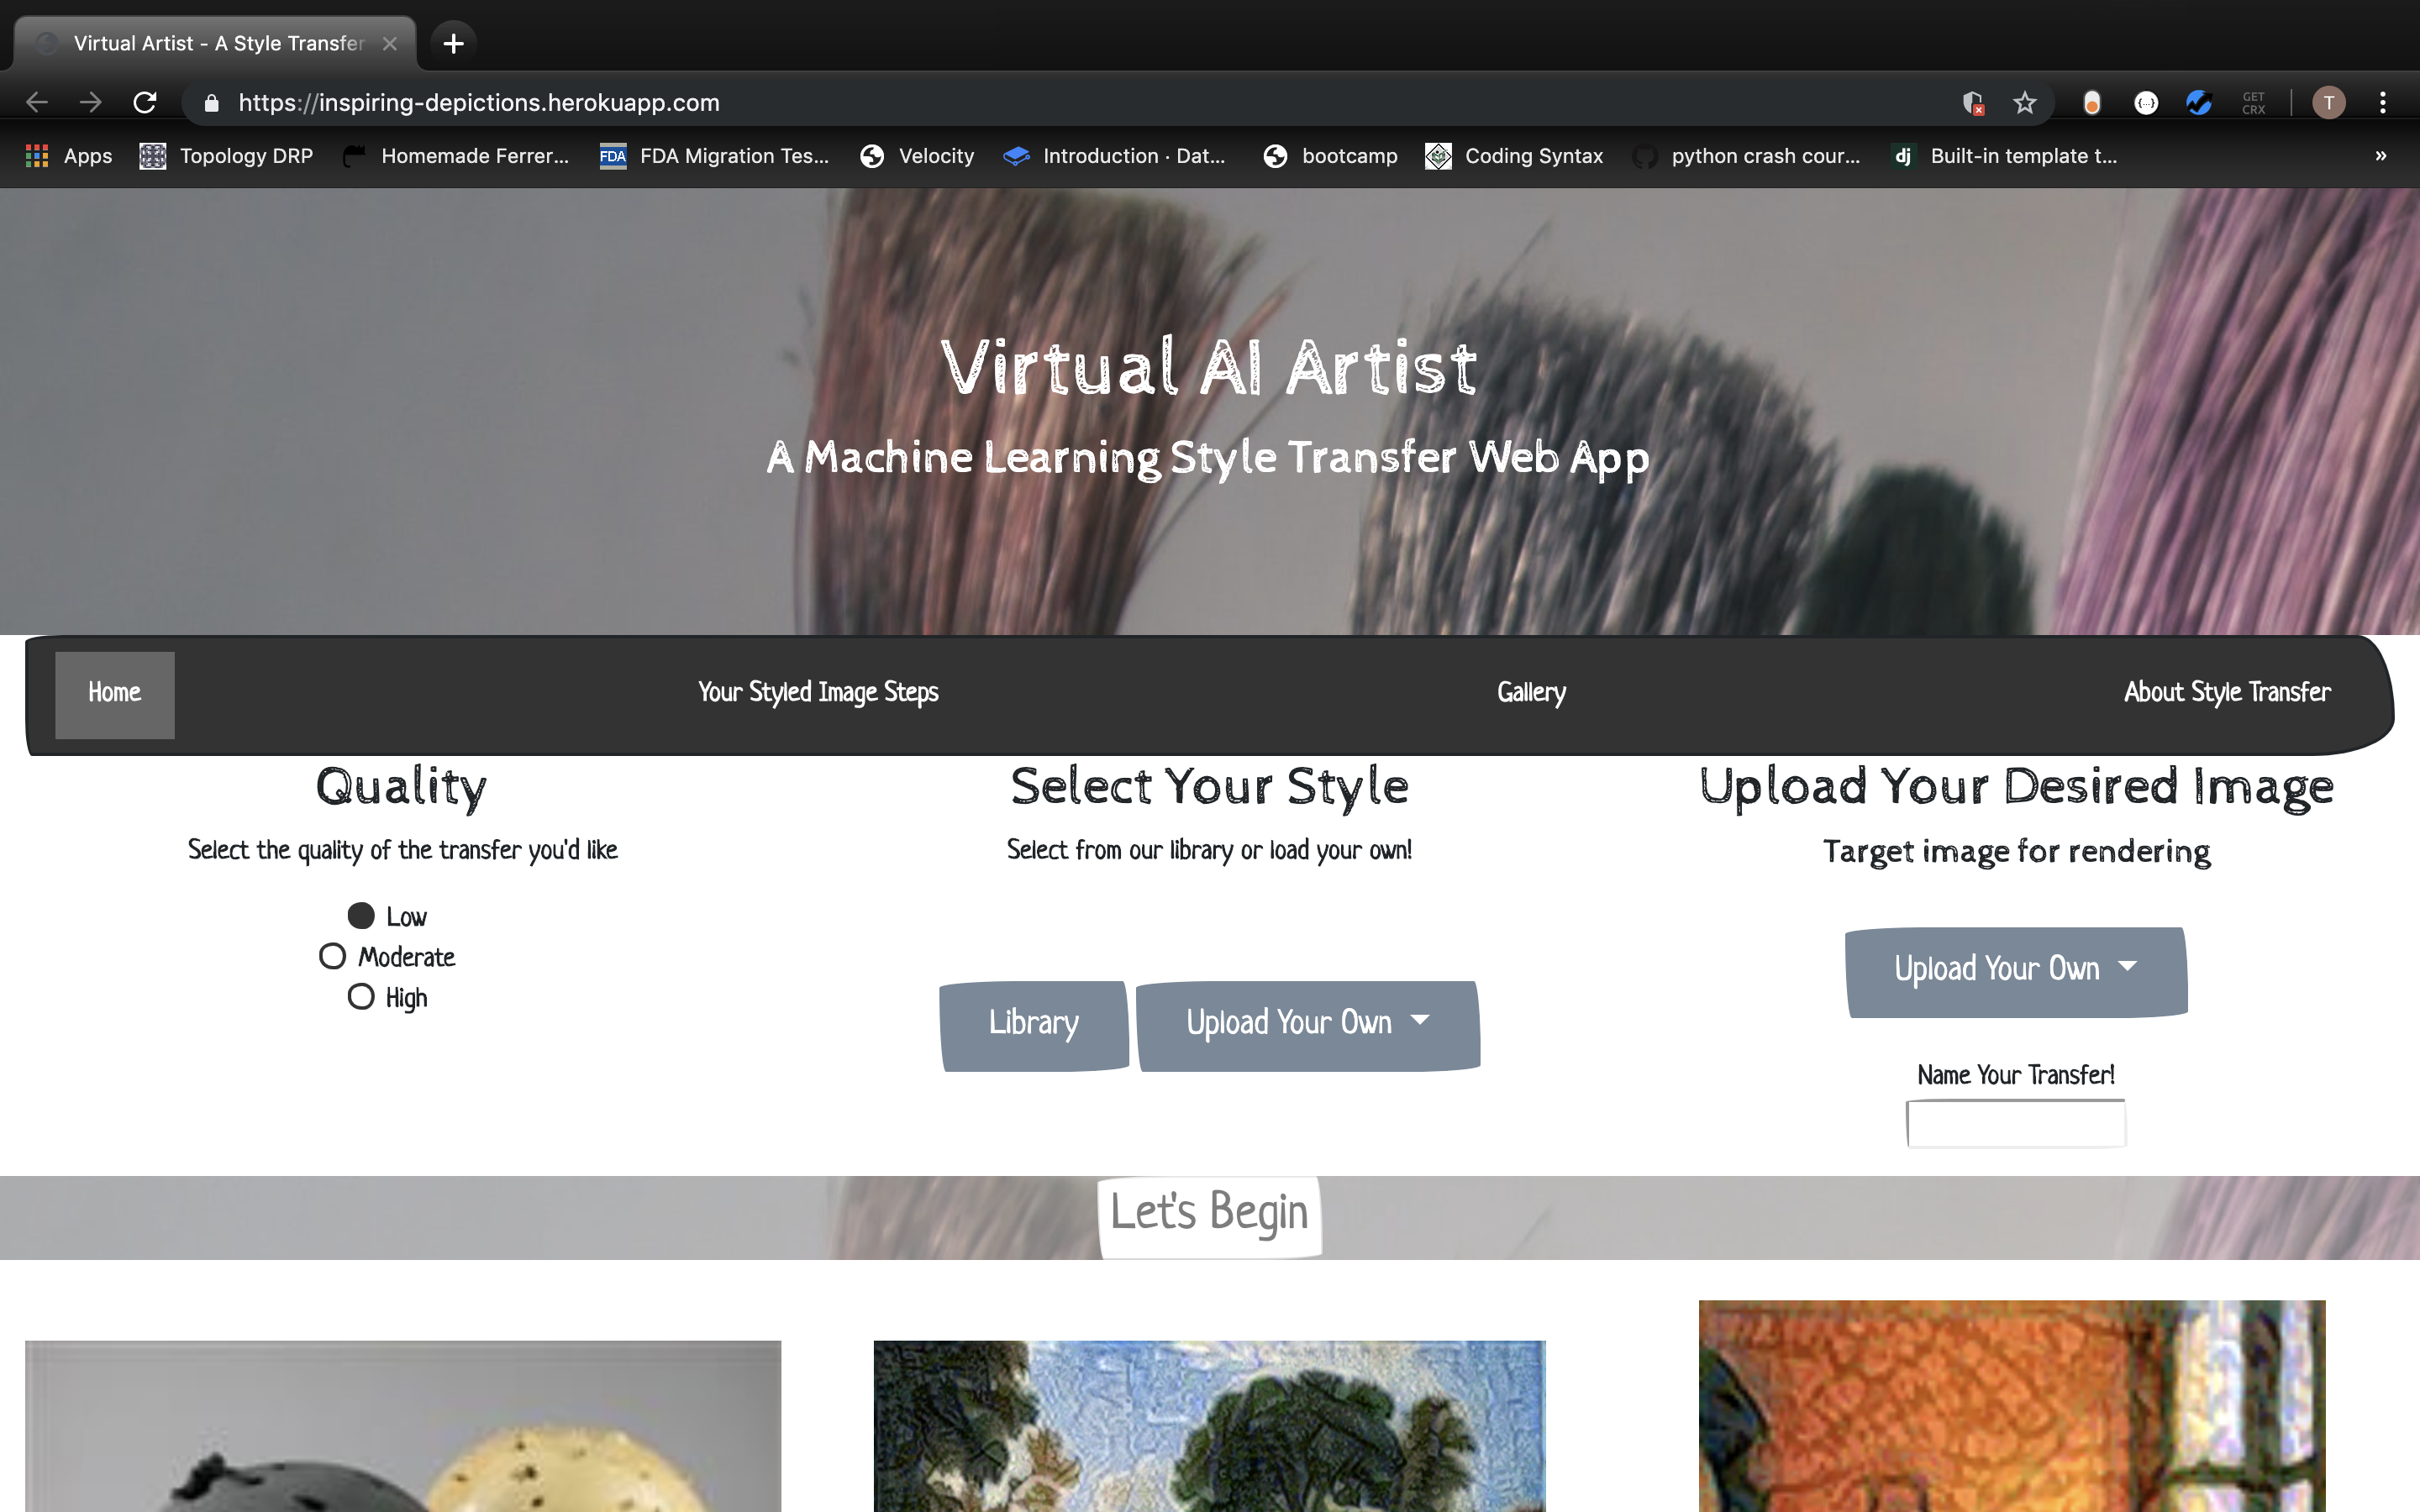 Virtual Artist - A Style Transfer
https://inspiring-depictions.herokuapp.com
GET
CRX
T
Apps
Topology DRP
Homemade Ferrer...
FDA
FDA Migration Tes...
Velocity
Introduction · Dat...
bootcamp
Coding Syntax
python crash cour...
dj
Built-in template t...
»
Virtual AI Artist
A Machine Learning Style Transfer Web App
Home
Your Styled Image Steps
Gallery
About Style Transfer
Quality
Select the quality of the transfer you'd like
Low
Moderate
High
Select Your Style
Select from our library or load your own!
Library
Upload Your Own
Upload Your Desired Image
Target image for rendering
Upload Your Own
Name Your Transfer!
Let's Begin